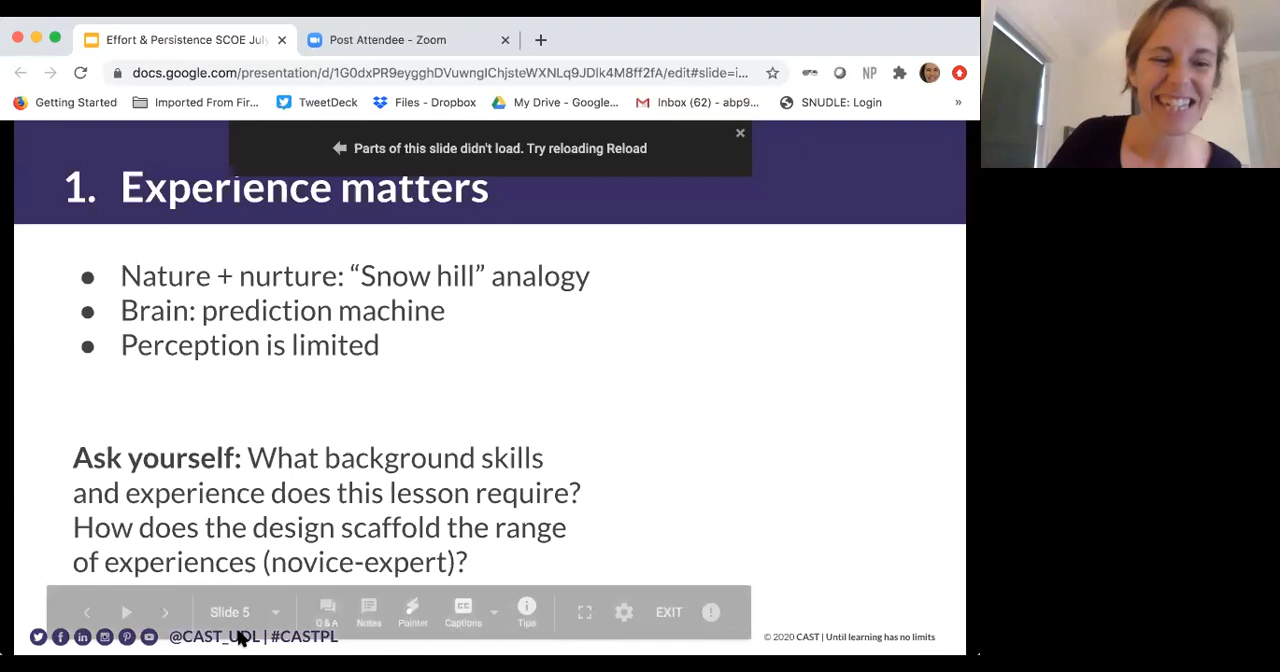 Effort & Persistence SCOE Jul
Post Attendee - Zoom
docs.google.com/presentation/d/1G0dxPR9eygghDVuwngIChjsteWXNLq9JDlk4M8ff2fA/edit#slide=i...
NP
Getting Started
Imported From Fir...
TweetDeck
Files - Dropbox
My Drive - Google...
Inbox (62) - abp9...
SNUDLE: Login
»
Parts of this slide didn't load. Try reloading Reload
1. Experience matters
● Nature + nurture: “Snow hill” analogy
● Brain: prediction machine
● Perception is limited
Ask yourself: What background skills
and experience does this lesson require?
How does the design scaffold the range
of experiences (novice-expert)?
Slide 5
Q & A
Notes
Pointer
Captions
Tips
EXIT
@CAST_UDL | #CASTPL
© 2020 CAST | Until learning has no limits